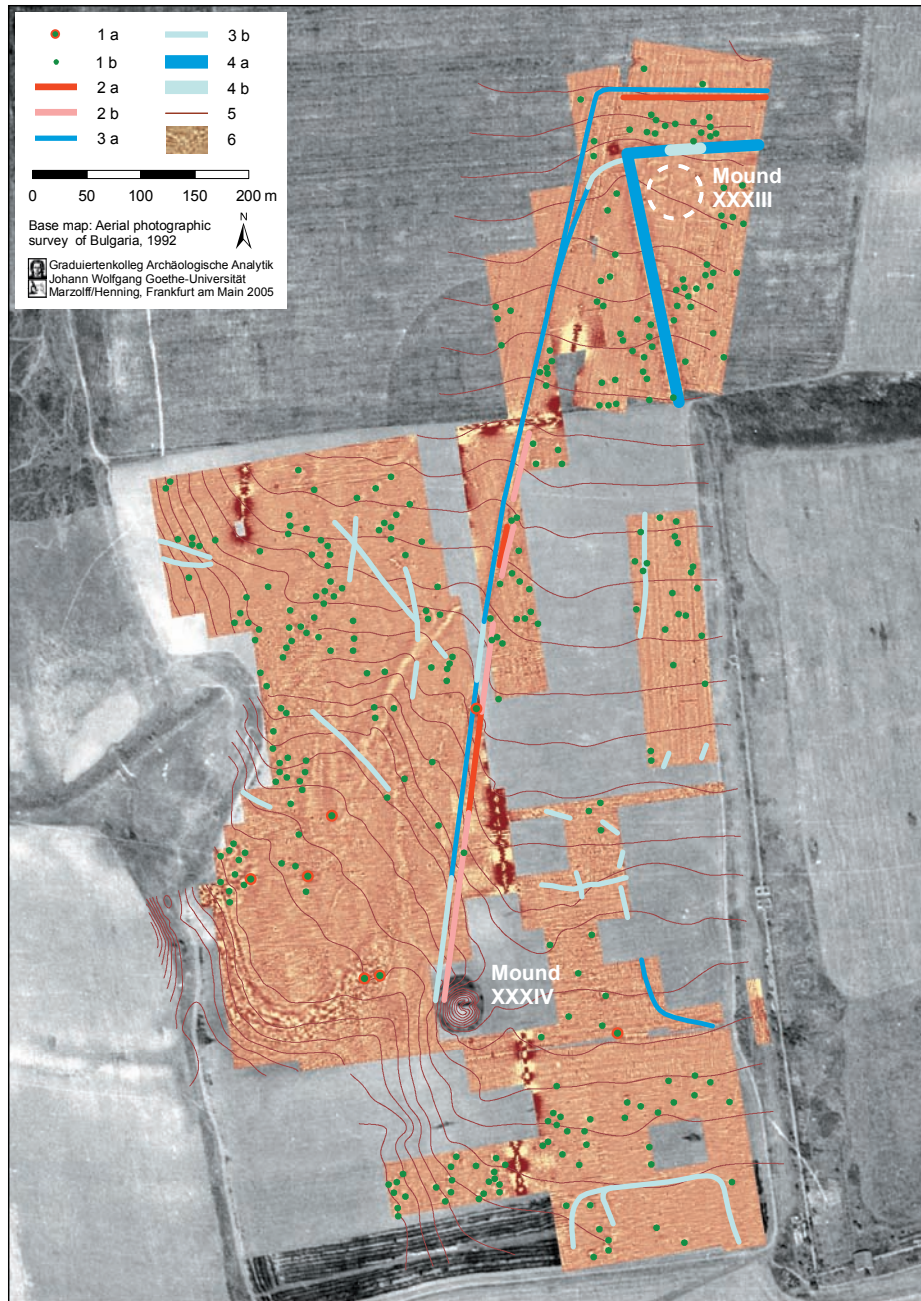 1 a
1 b
2 a
2 b
3 a
3 b
4 a
4 b
5
6
0 50 100 150 200 m
Base map: Aerial photographic
survey of Bulgaria, 1992
N
Graduiertenkolleg Archäologische Analytik
Johann Wolfgang Goethe-Universität
Marzolff/Henning, Frankfurt am Main 2005
Mound
XXXIII
Mound
XXXIV